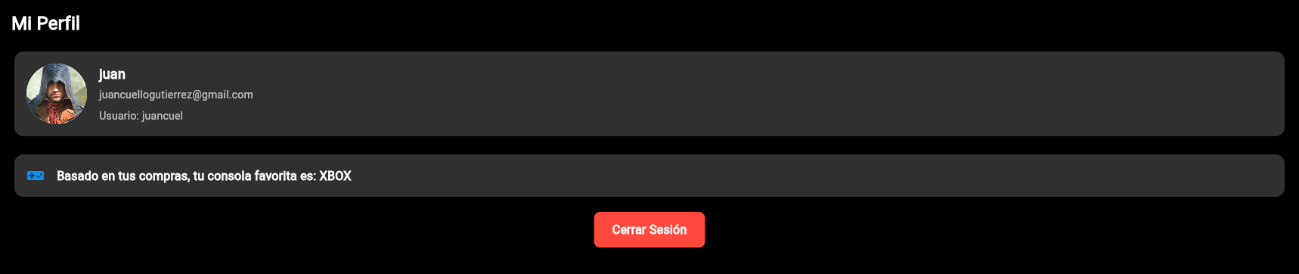 Mi Perfil
juan
juancuellogutierrez@gmail.com
Usuario: juancuel
Basado en tus compras, tu consola favorita es: XBOX
Cerrar Sesión